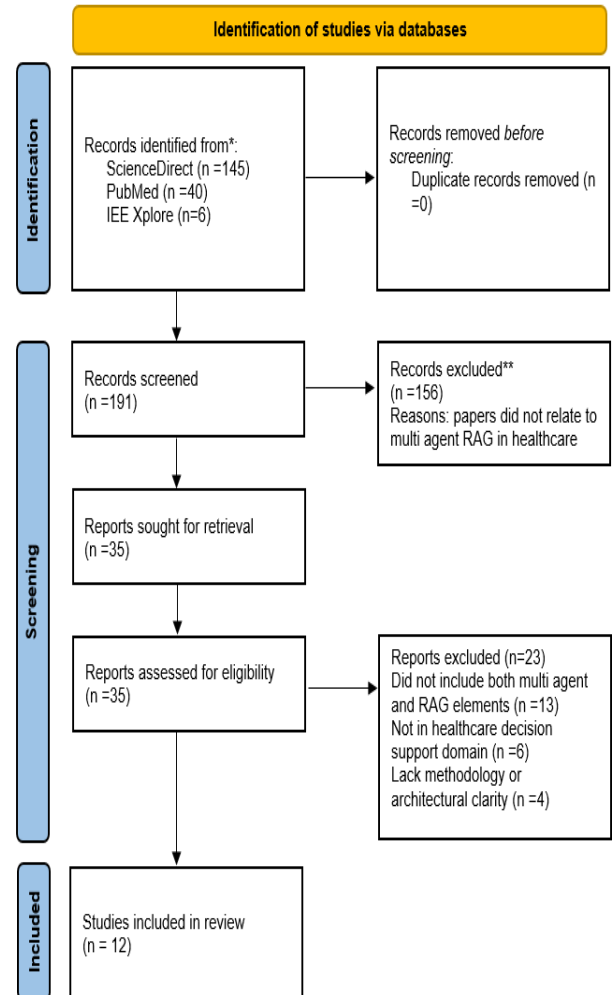 Identification of studies via databases
Identification
Records identified from*:
ScienceDirect (n =145)
PubMed (n =40)
IEE Xplore (n=6)
Records removed before
screening:
Duplicate records removed (n
=0)
Screening
Records screened
(n =191)
Records excluded**
(n =156)
Reasons: papers did not relate to
multi agent RAG in healthcare
Reports sought for retrieval
(n =35)
Reports assessed for eligibility
(n =35)
Reports excluded (n=23)
Did not include both multi agent
and RAG elements (n =13)
Not in healthcare decision
support domain (n =6)
Lack methodology or
architectural clarity (n =4)
Included
Studies included in review
(n = 12)